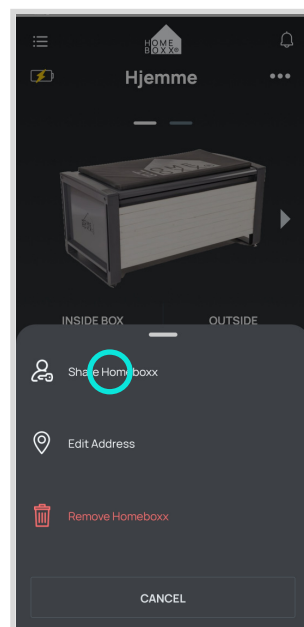 HOME
BOXX®
Hjemme
INSIDE BOX
OUTSIDE
Share Homeboxx
Edit Address
Remove Homeboxx
CANCEL